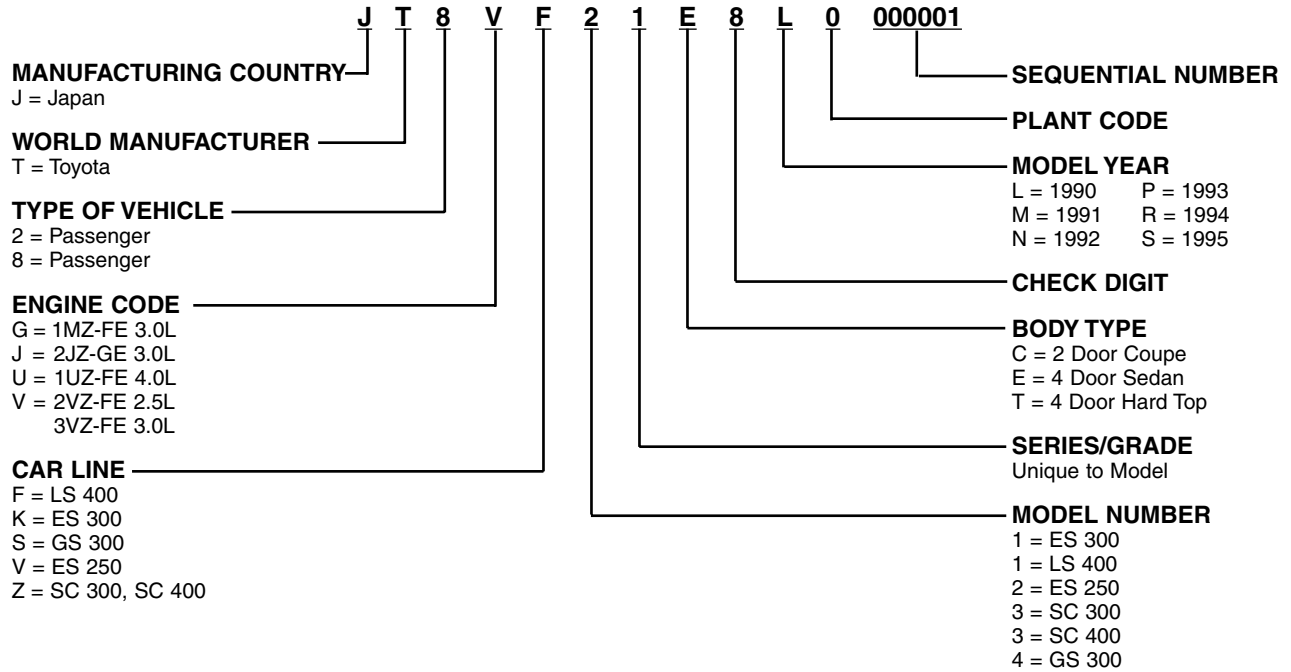 J T 8 V F 2 1 E 8 L 0 000001
MANUFACTURING COUNTRY
J = Japan
WORLD MANUFACTURER
T = Toyota
TYPE OF VEHICLE
2 = Passenger
8 = Passenger
ENGINE CODE
G = 1MZ-FE 3.0L
J = 2JZ-GE 3.0L
U = 1UZ-FE 4.0L
V = 2VZ-FE 2.5L
3VZ-FE 3.0L
CAR LINE
F = LS 400
K = ES 300
S = GS 300
V = ES 250
Z = SC 300, SC 400
SEQUENTIAL NUMBER
PLANT CODE
MODEL YEAR
L = 1990 P = 1993
M = 1991 R = 1994
N = 1992 S = 1995
CHECK DIGIT
BODY TYPE
C = 2 Door Coupe
E = 4 Door Sedan
T = 4 Door Hard Top
SERIES/GRADE
Unique to Model
MODEL NUMBER
1 = ES 300
1 = LS 400
2 = ES 250
3 = SC 300
3 = SC 400
4 = GS 300